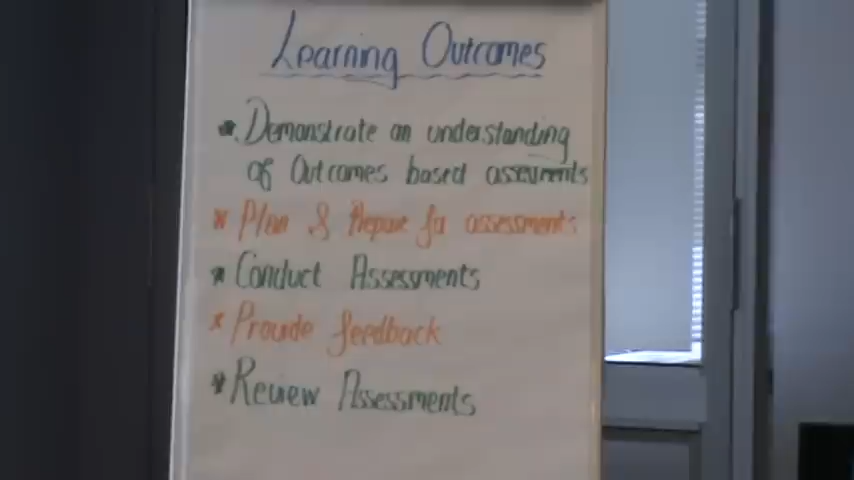 Learning Outcomes
* Demonstrate an understanding
of Outcomes based assessments
* Plan & Prepare for assessments
* Conduct Assessments
* Provide feedback
* Review Assessments